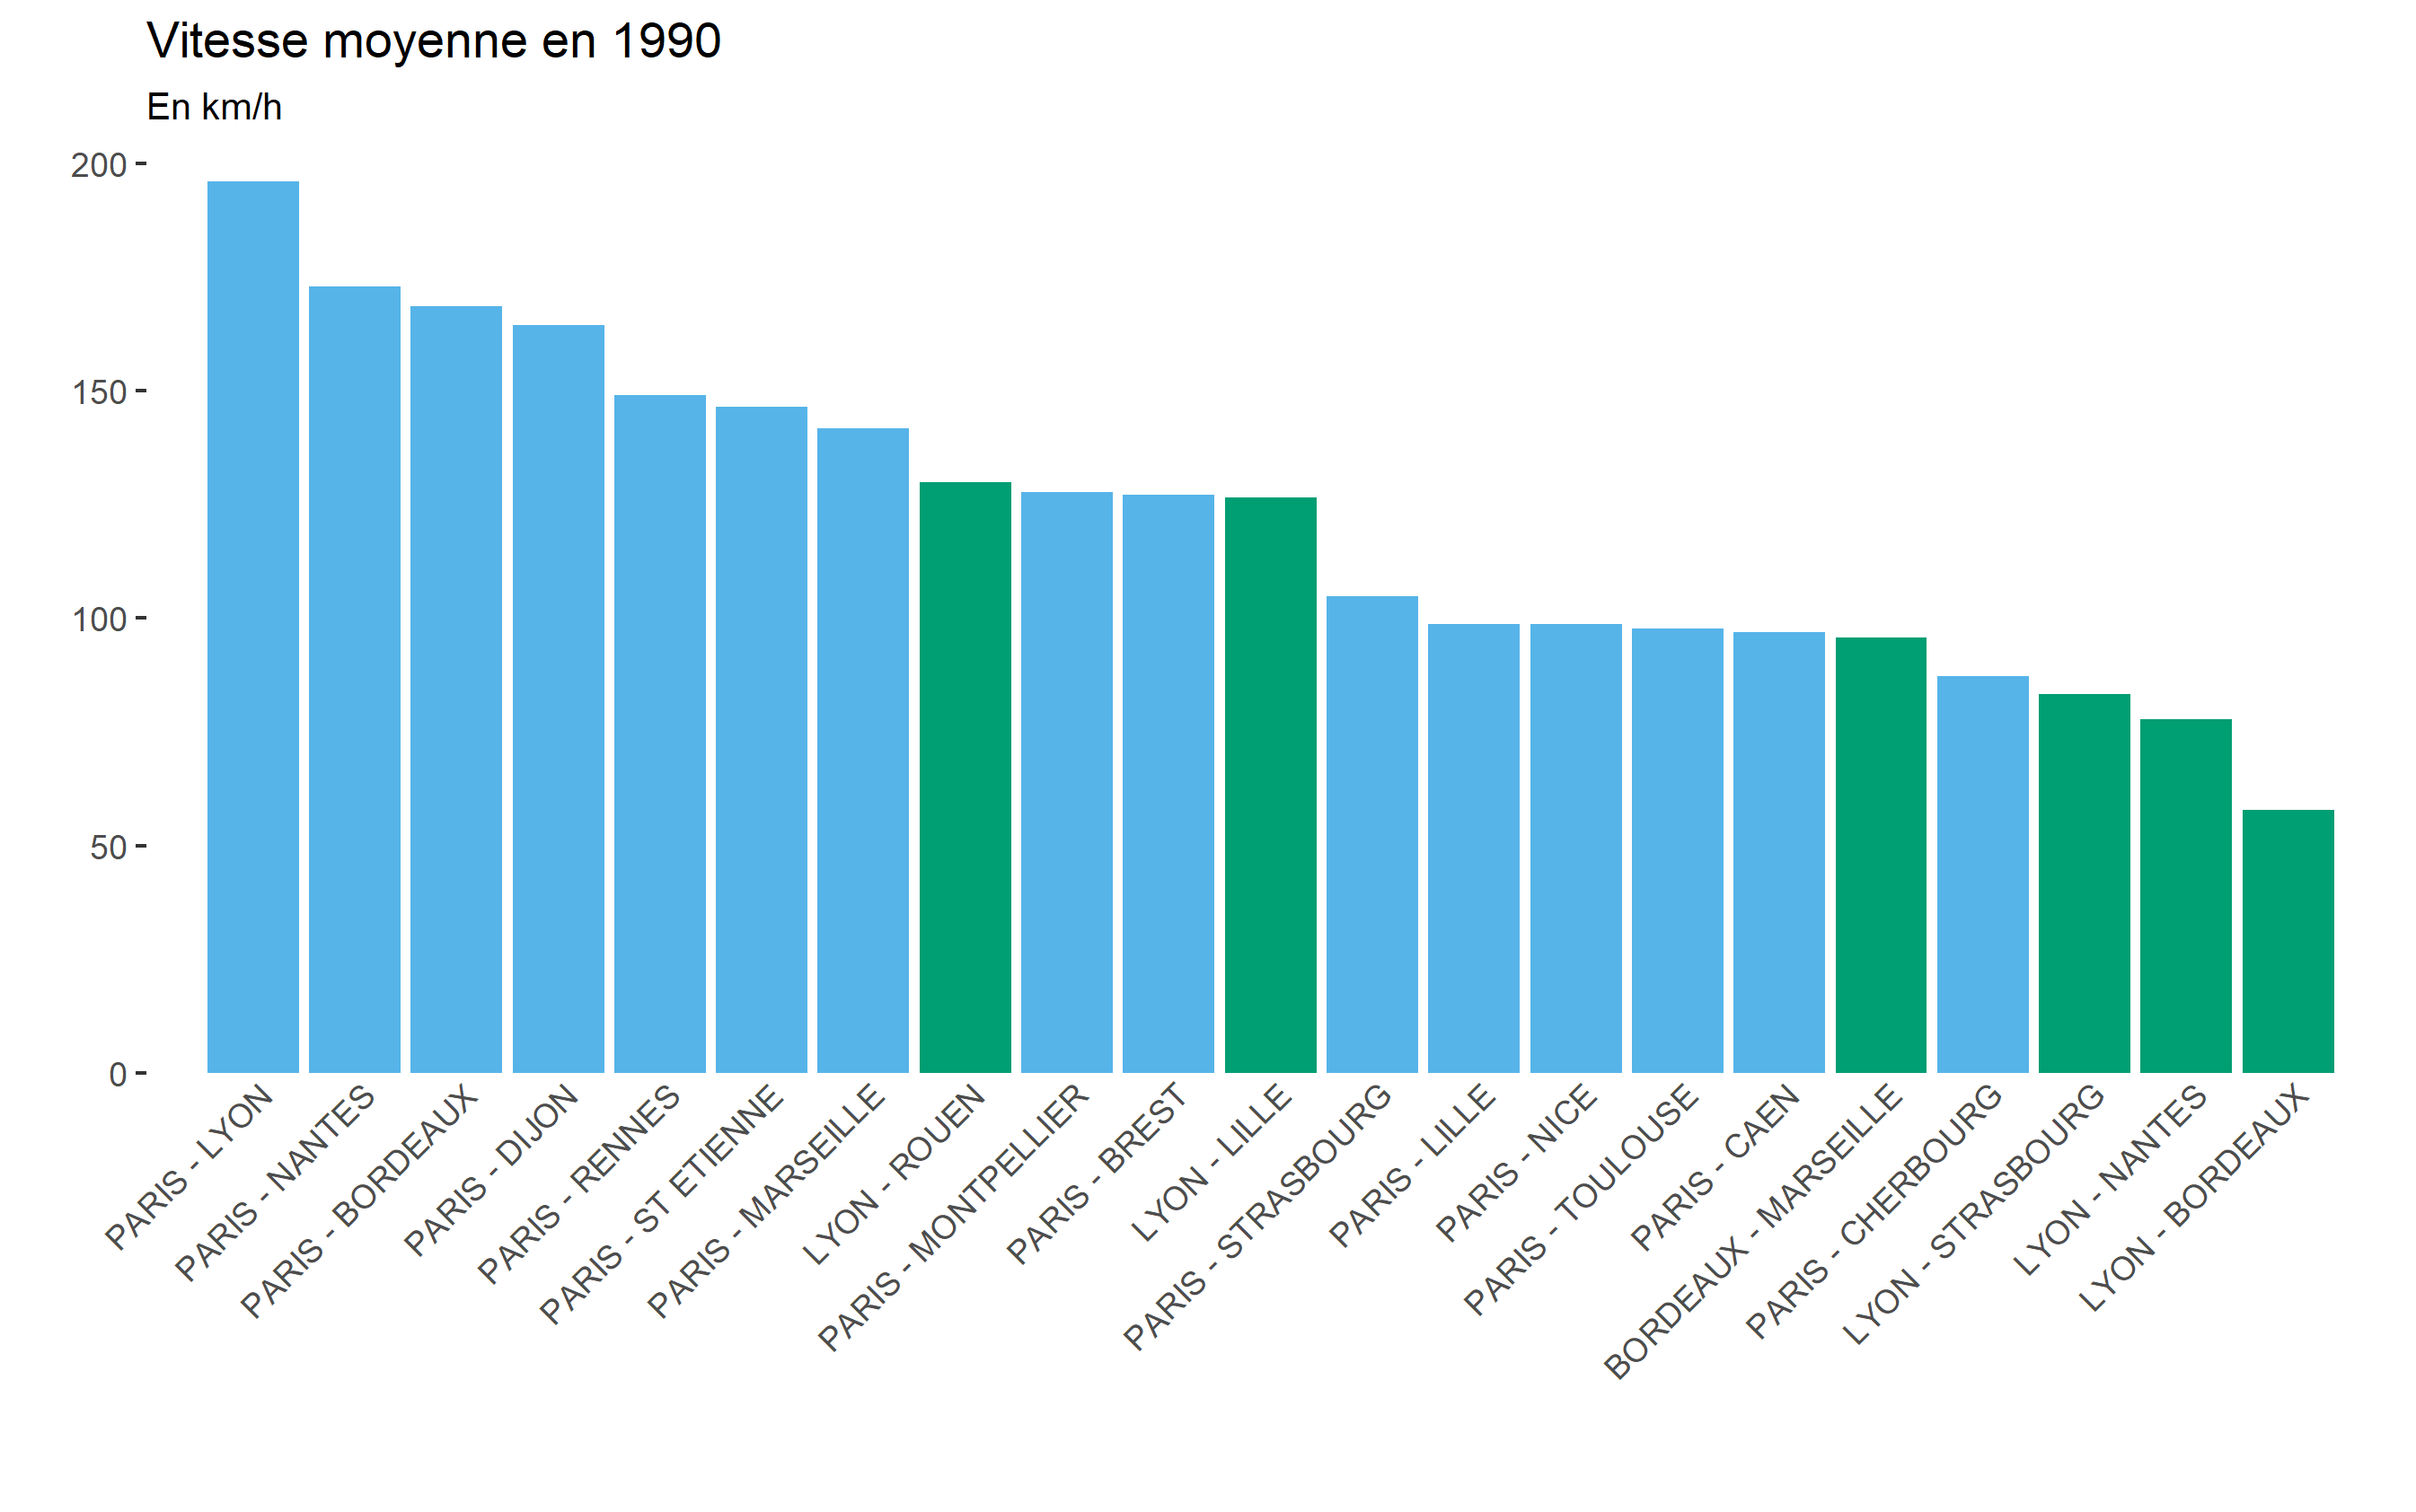 Vitesse moyenne en 1990
En km/h
200
150
100
50
0
PARIS - LYON
PARIS - NANTES
PARIS - BORDEAUX
PARIS - DIJON
PARIS - RENNES
PARIS - ST ETIENNE
PARIS - MARSEILLE
LYON - ROUEN
PARIS - MONTPELLIER
PARIS - BREST
LYON - LILLE
PARIS - STRASBOURG
PARIS - LILLE
PARIS - NICE
PARIS - TOULOUSE
PARIS - CAEN
BORDEAUX - MARSEILLE
PARIS - CHERBOURG
LYON - STRASBOURG
LYON - NANTES
LYON - BORDEAUX